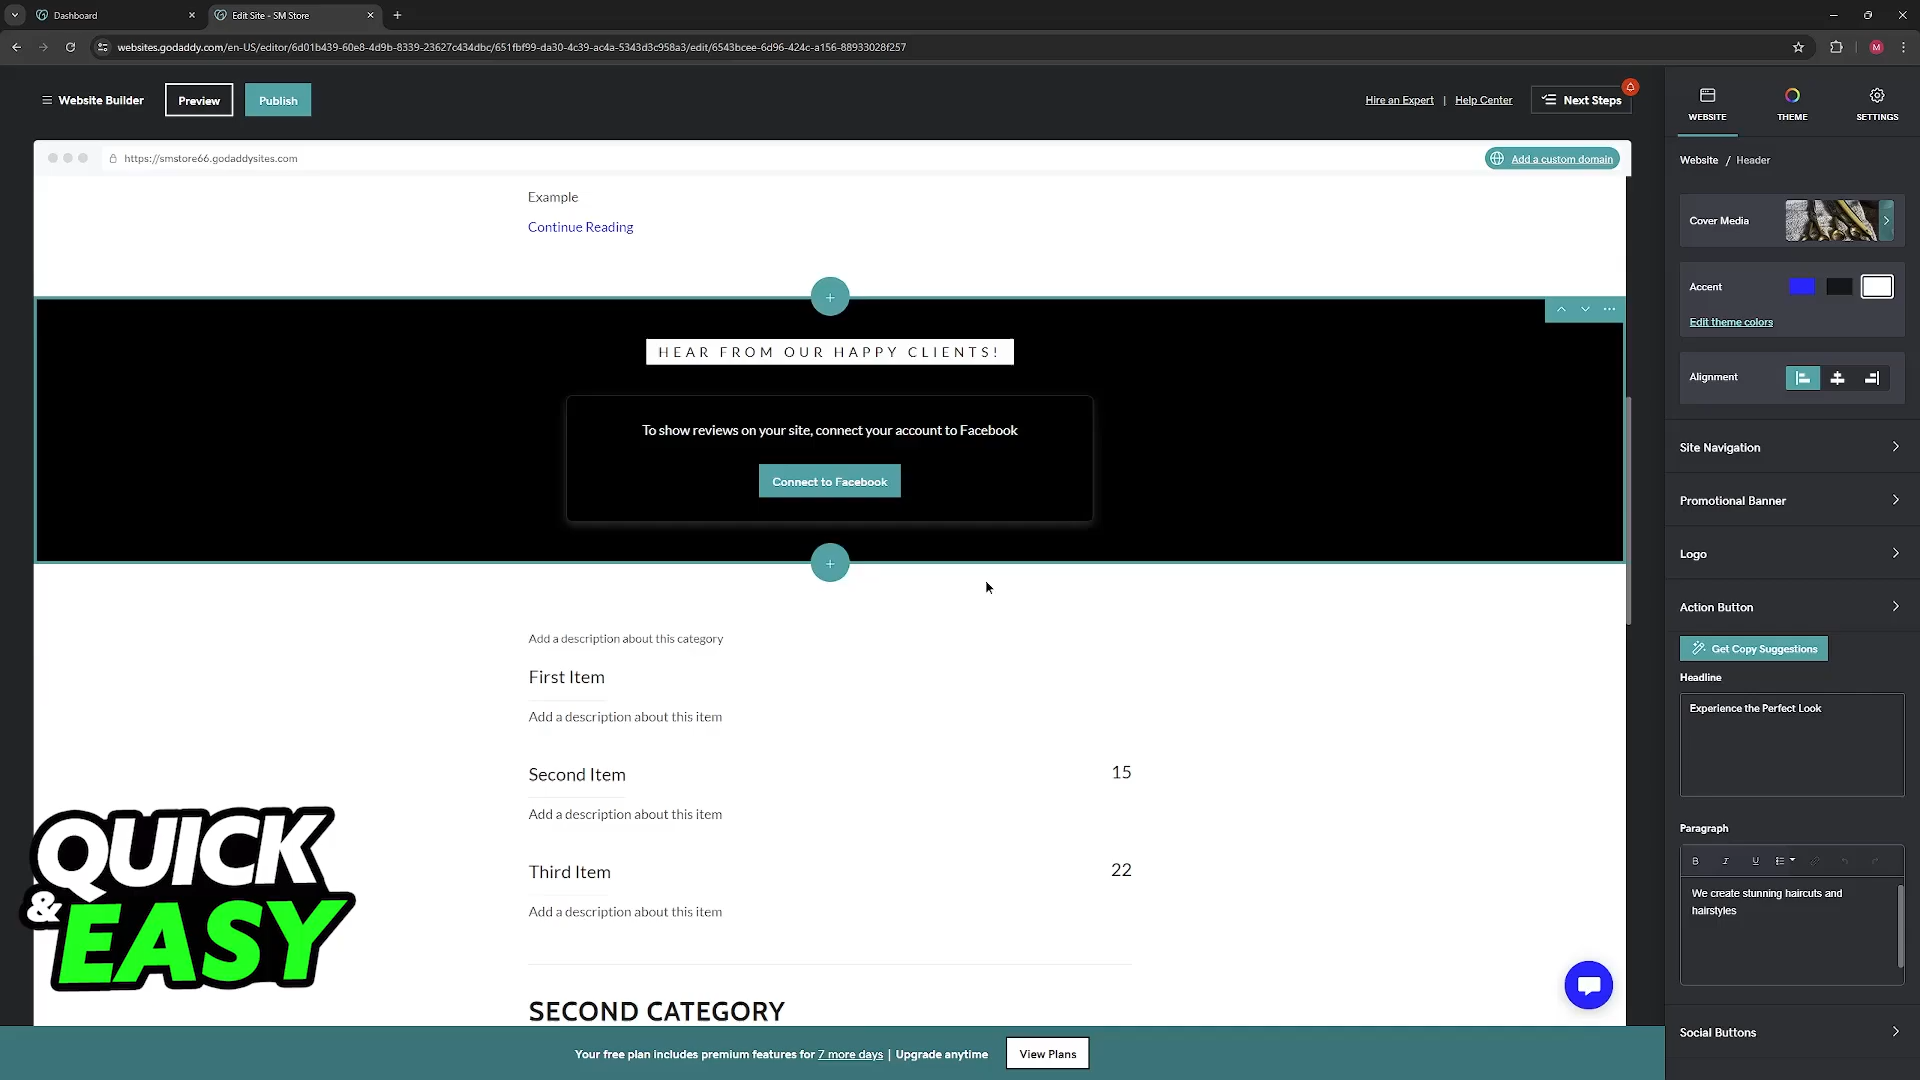 Dashboard
Edit Site - SM Store
websites.godaddy.com/en-US/editor/6d01b439-60e8-4d9b-8339-23627c434dbc/651fbf99-da30-4c39-ac4a-5343d3c958a3/edit/6543bcee-6d96-424c-a156-88933028f257
M
Website Builder
Preview
Publish
Hire an Expert | Help Center
Next Steps
WEBSITE
THEME
SETTINGS
https://smstore66.godaddysites.com
Add a custom domain
Website / Header
Example
Continue Reading
Cover Media
Accent
Edit theme colors
Alignment
HEAR FROM OUR HAPPY CLIENTS!
To show reviews on your site, connect your account to Facebook
Connect to Facebook
Site Navigation
Promotional Banner
Logo
Action Button
Get Copy Suggestions
Headline
Experience the Perfect Look
Paragraph
B I U
We create stunning haircuts and
hairstyles
Social Buttons
Add a description about this category
First Item
Add a description about this item
Second Item
15
Add a description about this item
Third Item
22
Add a description about this item
SECOND CATEGORY
QUICK
& EASY
Your free plan includes premium features for 7 more days | Upgrade anytime
View Plans